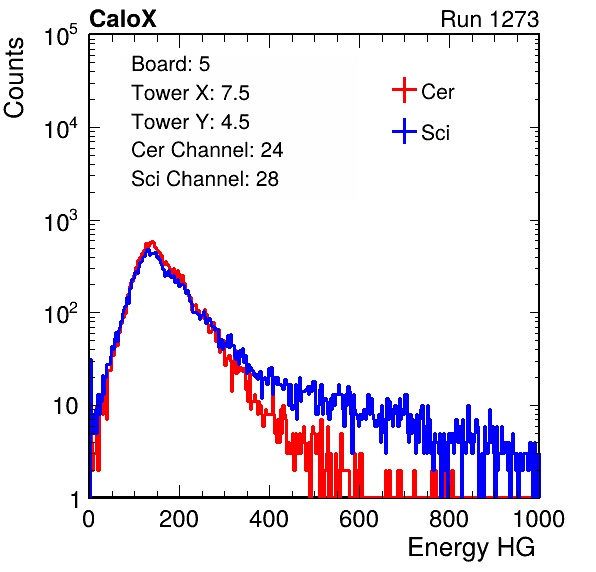 CaloX Run 1273
Counts
10^5
10^4
10^3
10^2
10
1
Board: 5
Tower X: 7.5
Tower Y: 4.5
Cer Channel: 24
Sci Channel: 28
Cer
Sci
0 200 400 600 800 1000
Energy HG